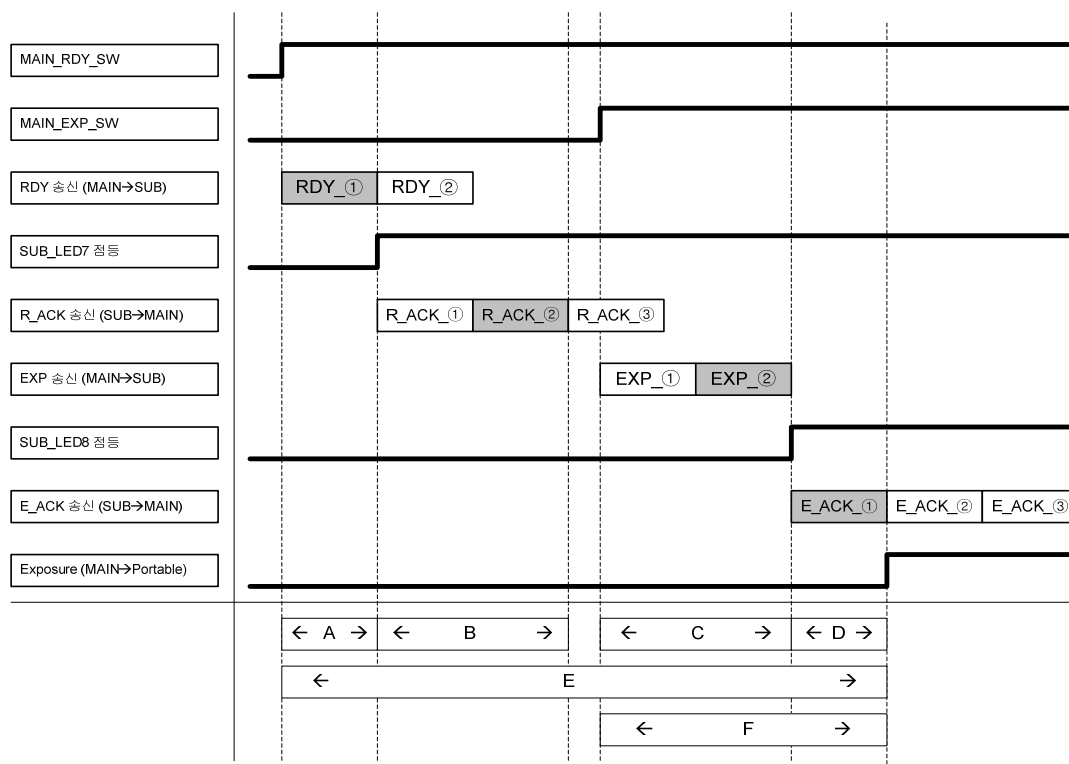 MAIN_RDY_SW
MAIN_EXP_SW
RDY 송신 (MAIN→SUB)
RDY_① RDY_②
SUB_LED7 점등
R_ACK 송신 (SUB→MAIN)
R_ACK_① R_ACK_② R_ACK_③
EXP 송신 (MAIN→SUB)
EXP_① EXP_②
SUB_LED8 점등
E_ACK 송신 (SUB→MAIN)
E_ACK_① E_ACK_② E_ACK_③
Exposure (MAIN→Portable)
← A → ← B → ← C → ← D →
← E →
← F →